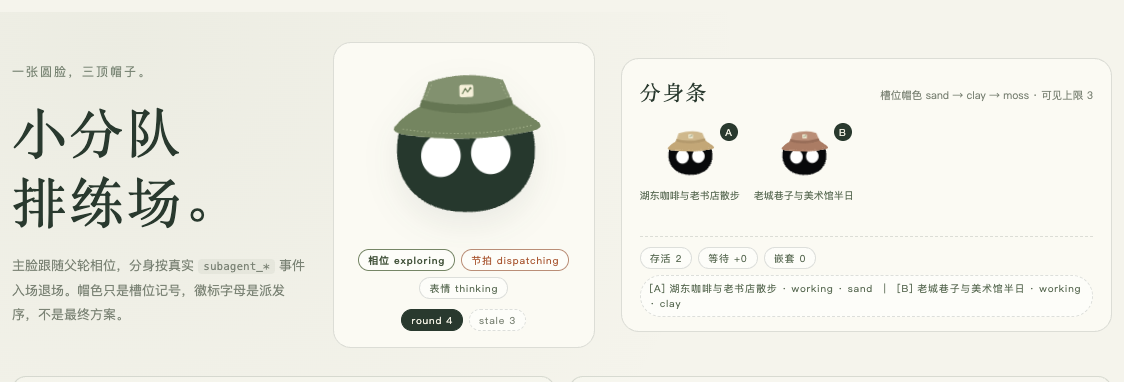 一张圆脸，三顶帽子。
小分队
排练场。
主脸跟随父轮相位，分身按真实 subagent_* 事件
入场退场。帽色只是槽位记号，徽标字母是派发
序，不是最终方案。
相位 exploring
节拍 dispatching
表情 thinking
round 4
stale 3
分身条
槽位帽色 sand → clay → moss · 可见上限 3
A
B
湖东咖啡与老书店散步
老城巷子与美术馆半日
存活 2
等待 +0
嵌套 0
[A] 湖东咖啡与老书店散步 · working · sand | [B] 老城巷子与美术馆半日 · working
· clay